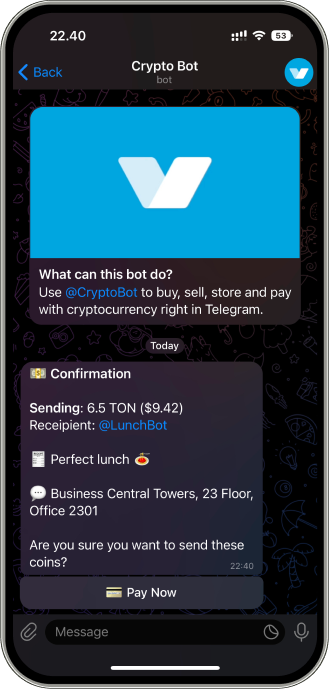 22.40
53
Back
Crypto Bot
bot
What can this bot do?
Use @CryptoBot to buy, sell, store and pay
with cryptocurrency right in Telegram.
Today
💵 Confirmation
Sending: 6.5 TON ($9.42)
Receipient: @LunchBot
🧾 Perfect lunch 🍝
💬 Business Central Towers, 23 Floor,
Office 2301
Are you sure you want to send these
coins?
22:40
💳 Pay Now
Message